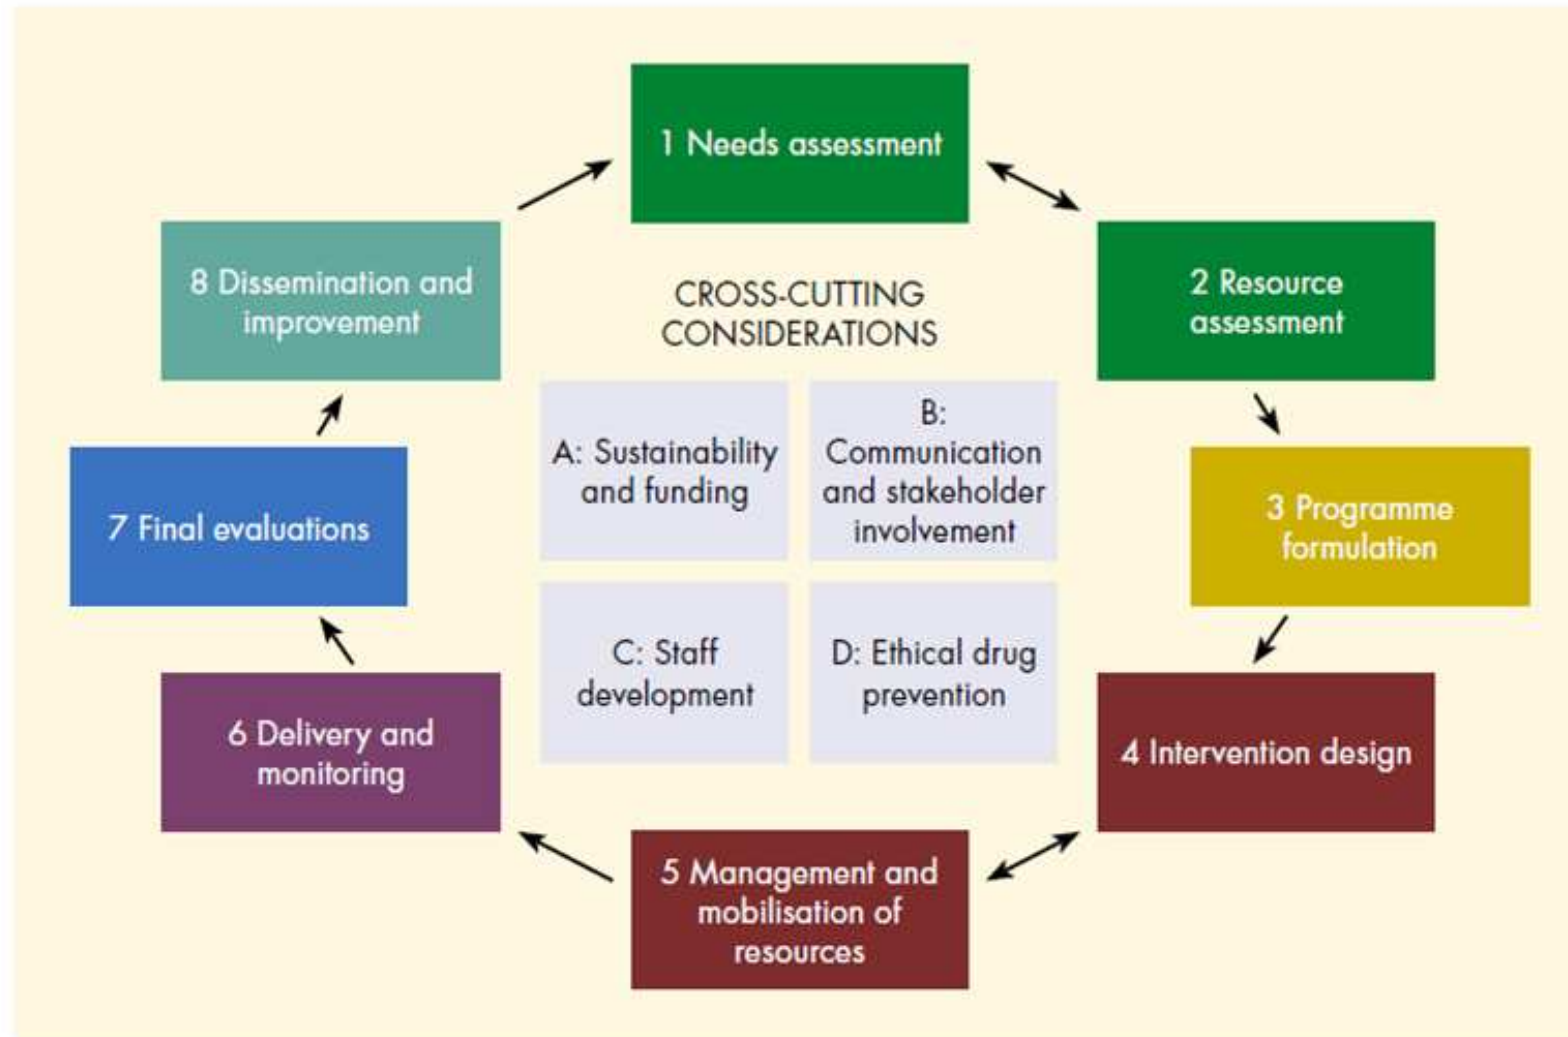 1 Needs assessment
2 Resource
assessment
3 Programme
formulation
4 Intervention design
5 Management and
mobilisation of
resources
6 Delivery and
monitoring
7 Final evaluations
8 Dissemination and
improvement
CROSS-CUTTING
CONSIDERATIONS
A: Sustainability
and funding
B:
Communication
and stakeholder
involvement
C: Staff
development
D: Ethical drug
prevention